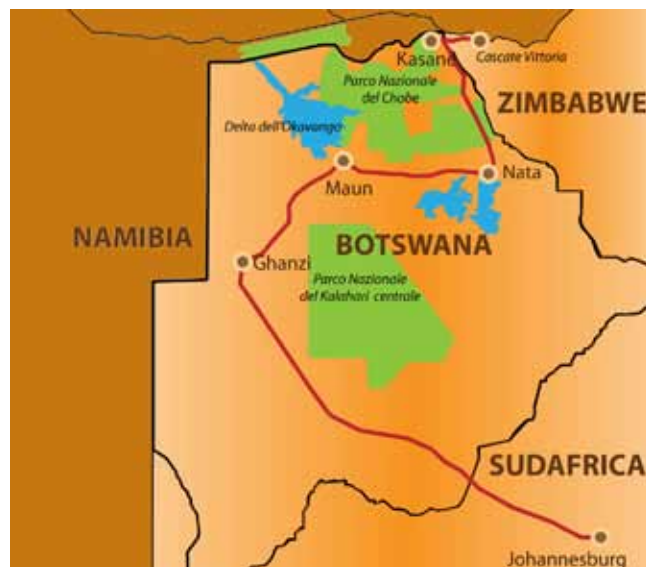 Kasane
Cascate Vittoria
Parco Nazionale
del Chobe
ZIMBABWE
Delta dell'Okavango
Nata
Maun
NAMIBIA
BOTSWANA
Ghanzi
Parco Nazionale
del Kalahari centrale
SUDAFRICA
Johannesburg